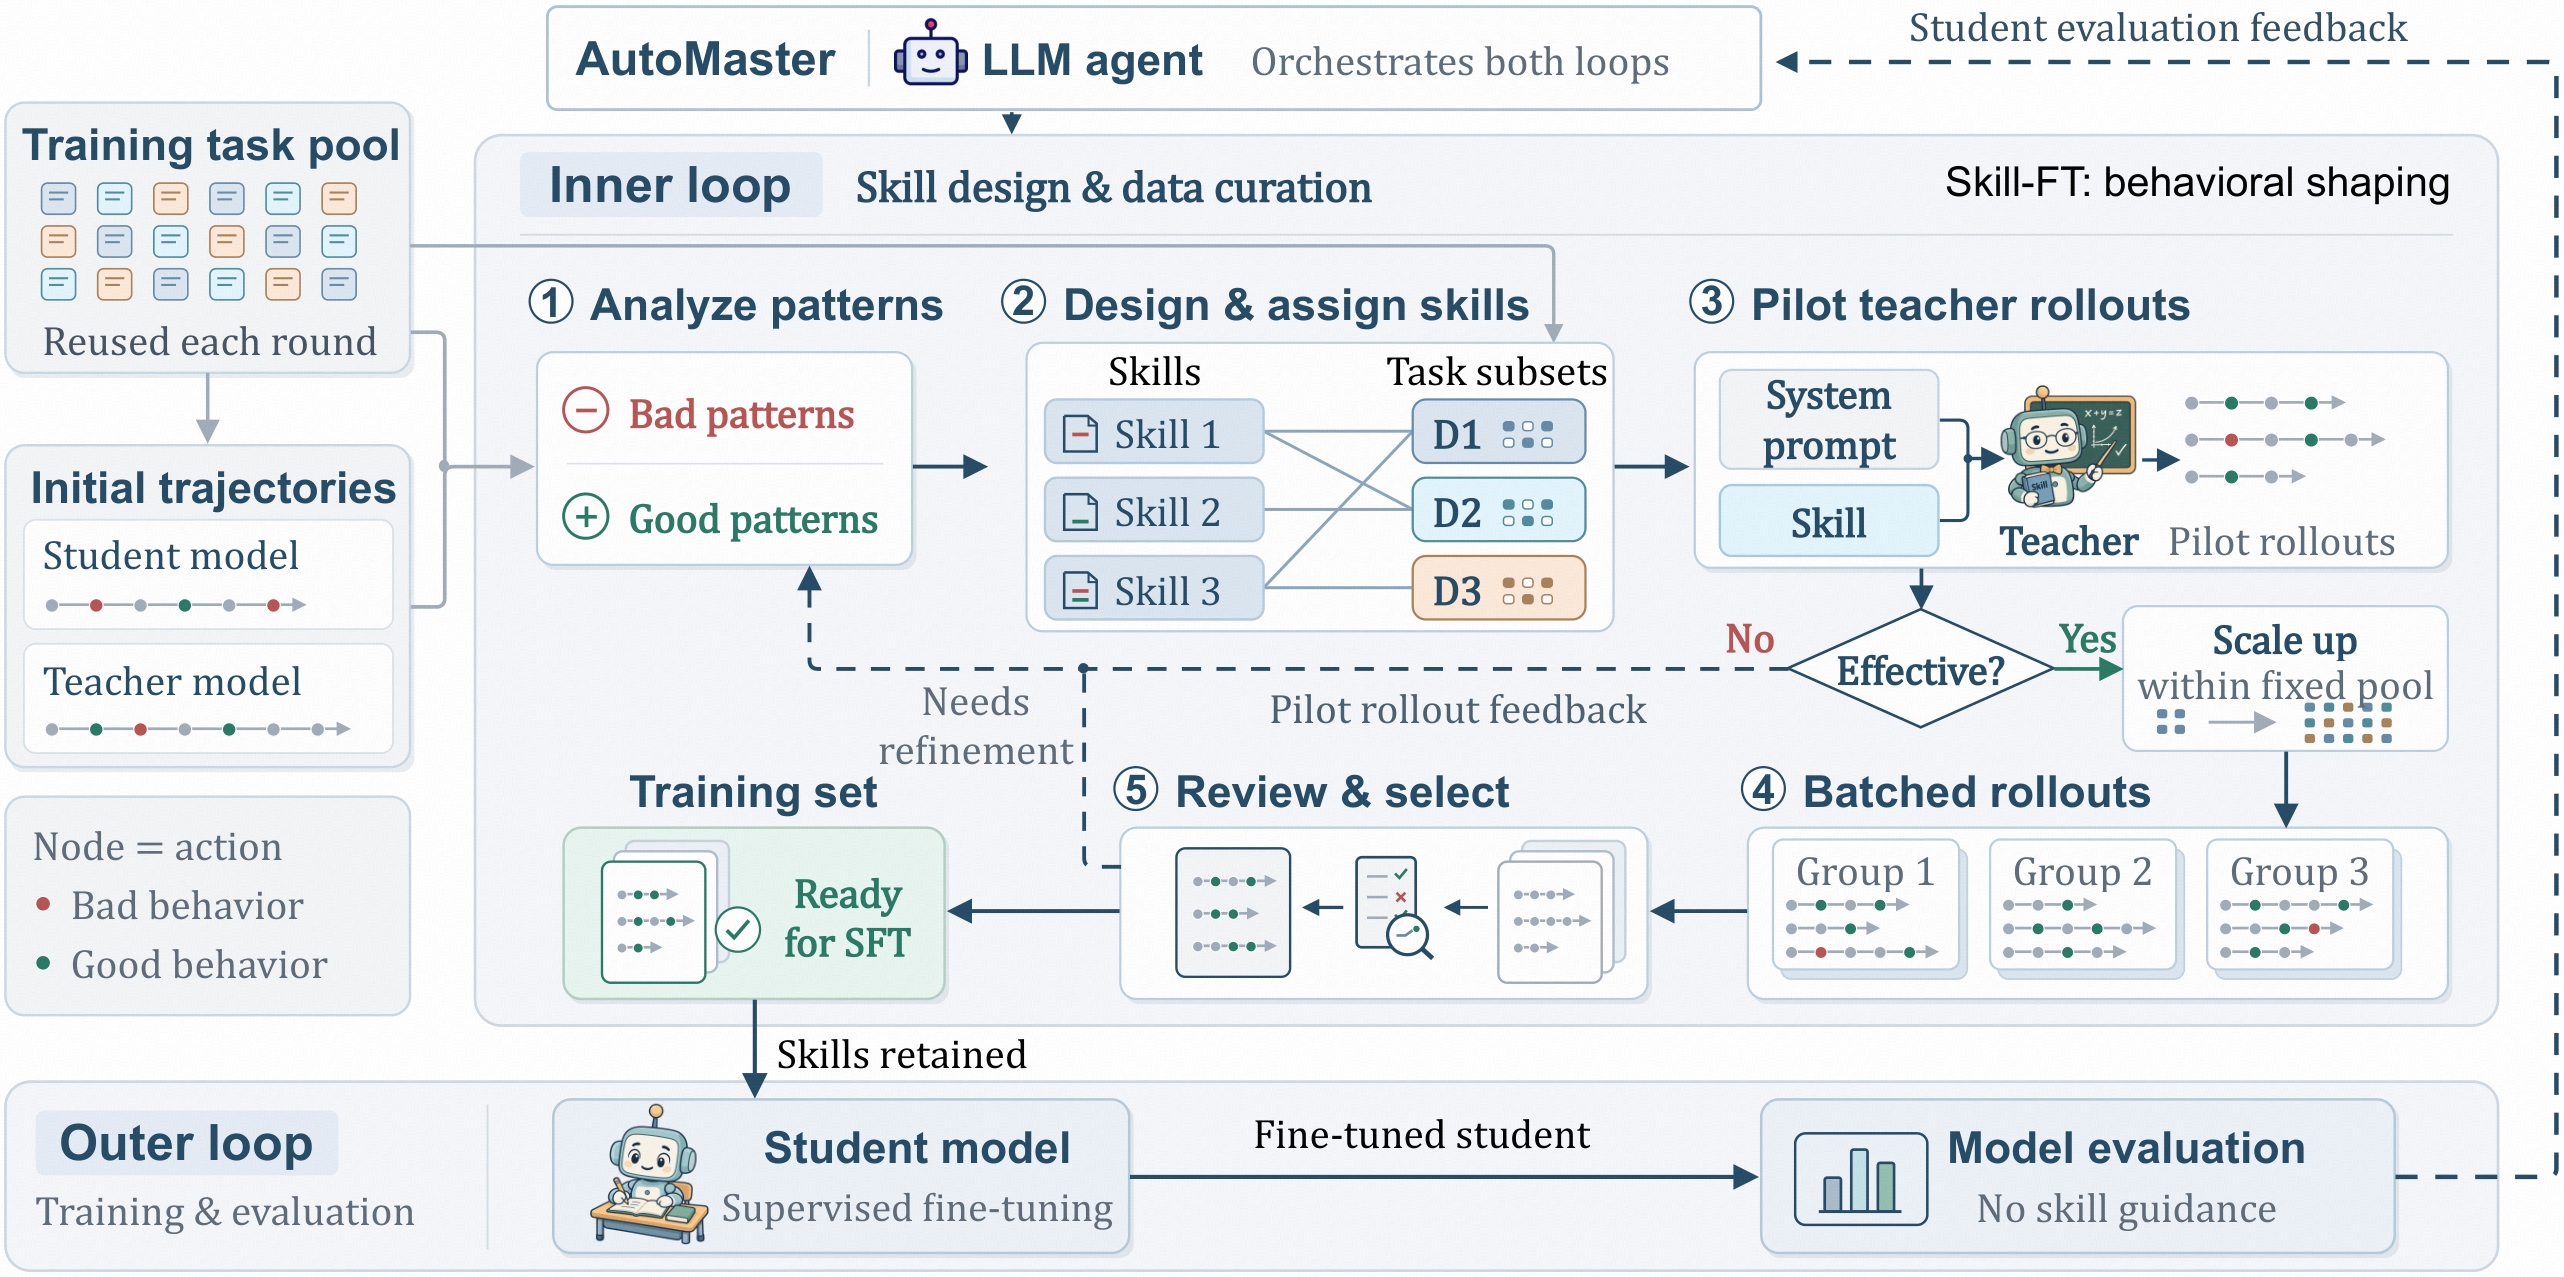 AutoMaster
LLM agent
Orchestrates both loops
Student evaluation feedback
Training task pool
Reused each round
Initial trajectories
Student model
Teacher model
Node = action
Bad behavior
Good behavior
Inner loop
Skill design & data curation
Skill-FT: behavioral shaping
1 Analyze patterns
Bad patterns
Good patterns
2 Design & assign skills
Skills
Task subsets
Skill 1
D1
Skill 2
D2
Skill 3
D3
3 Pilot teacher rollouts
System
prompt
Skill
x+y=z
Skill
Teacher
Pilot rollouts
Effective?
No
Yes
Scale up
within fixed pool
Pilot rollout feedback
Needs
refinement
4 Batched rollouts
Group 1
Group 2
Group 3
5 Review & select
Training set
Ready
for SFT
Skills retained
Outer loop
Training & evaluation
Student model
Supervised fine-tuning
Fine-tuned student
Model evaluation
No skill guidance